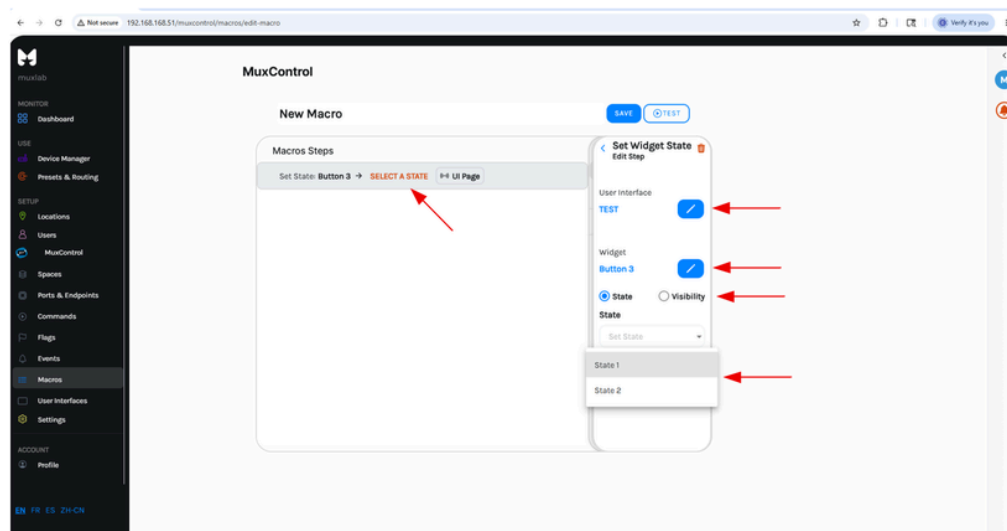 Not secure 192.168.168.51/muxcontrol/macros/edit-macro
Verify it's you
muxlab
MONITOR
Dashboard
USE
Device Manager
Presets & Routing
SETUP
Locations
Users
MuxControl
Spaces
Ports & Endpoints
Commands
Flags
Events
Macros
User Interfaces
Settings
ACCOUNT
Profile
EN FR ES ZH-CN
MuxControl
New Macro
SAVE TEST
Macros Steps
Set State: Button 3 → SELECT A STATE UI Page
Set Widget State
Edit Step
User Interface
TEST
Widget
Button 3
State Visibility
State
Set State
State 1
State 2
M